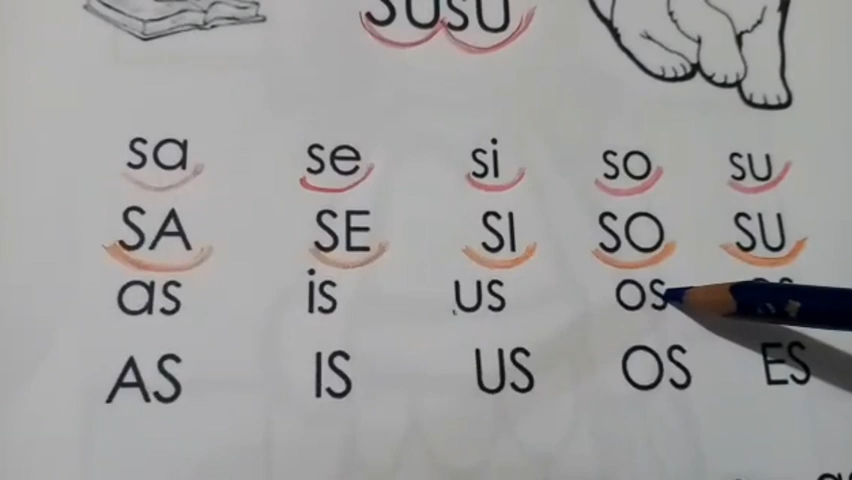 SUSU
sa se si so su
SA SE SI SO SU
as is us os
AS IS US OS ES